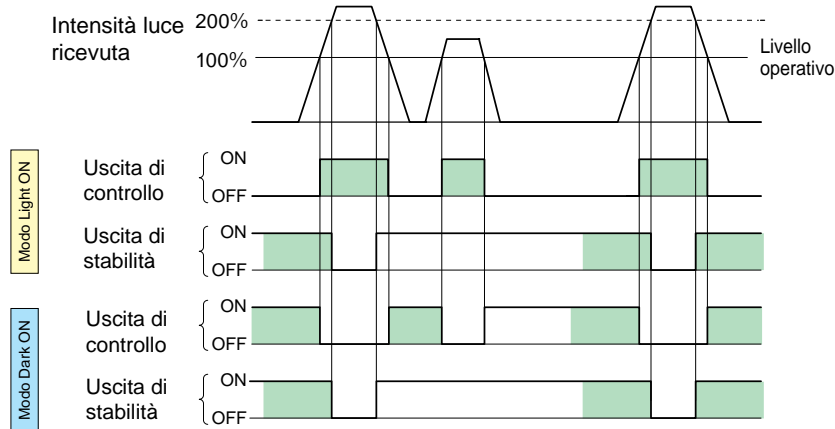 Intensità luce
ricevuta
200%
100%
Livello
operativo
Modo Light ON
Uscita di
controllo
ON
OFF
Uscita di
stabilità
ON
OFF
Modo Dark ON
Uscita di
controllo
ON
OFF
Uscita di
stabilità
ON
OFF